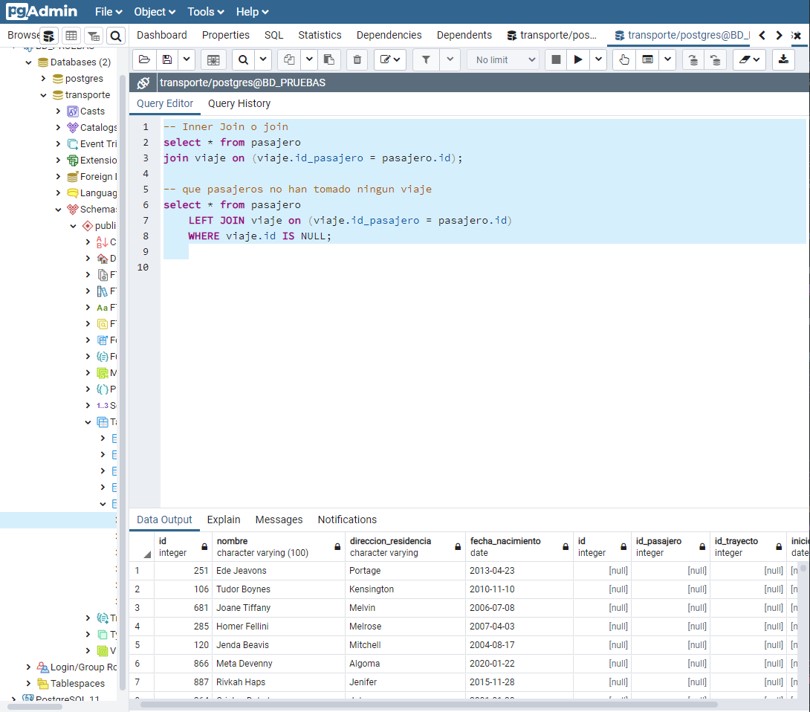 pgAdmin File Object Tools Help
Browse Dashboard Properties SQL Statistics Dependencies Dependents transporte/pos... transporte/postgres@BD_
BD_PRUEBAS
Databases (2)
postgres
transporte
Casts
Catalogs
Event Tri
Extensio
Foreign
Languag
Schemas
publi
Aa
1..3
Login/Group Ro
Tablespaces
PostgreSQL 11
No limit
transporte/postgres@BD_PRUEBAS
Query Editor Query History
1 -- Inner Join o join
2 select * from pasajero
3 join viaje on (viaje.id_pasajero = pasajero.id);
4
5 -- que pasajeros no han tomado ningun viaje
6 select * from pasajero
7 LEFT JOIN viaje on (viaje.id_pasajero = pasajero.id)
8 WHERE viaje.id IS NULL;
9
10
Data Output Explain Messages Notifications
id nombre direccion_residencia fecha_nacimiento id id_pasajero id_trayecto inicio
integer character varying (100) character varying date integer integer integer date
1 251 Ede Jeavons Portage 2013-04-23 [null] [null] [null] [n
2 106 Tudor Boynes Kensington 2010-11-10 [null] [null] [null] [n
3 681 Joane Tiffany Melvin 2006-07-08 [null] [null] [null] [n
4 285 Homer Fellini Melrose 2007-04-03 [null] [null] [null] [n
5 120 Jenda Beavis Mitchell 2004-08-17 [null] [null] [null] [n
6 866 Meta Devenny Algoma 2020-01-22 [null] [null] [null] [n
7 887 Rivkah Haps Jenifer 2015-11-28 [null] [null] [null] [n